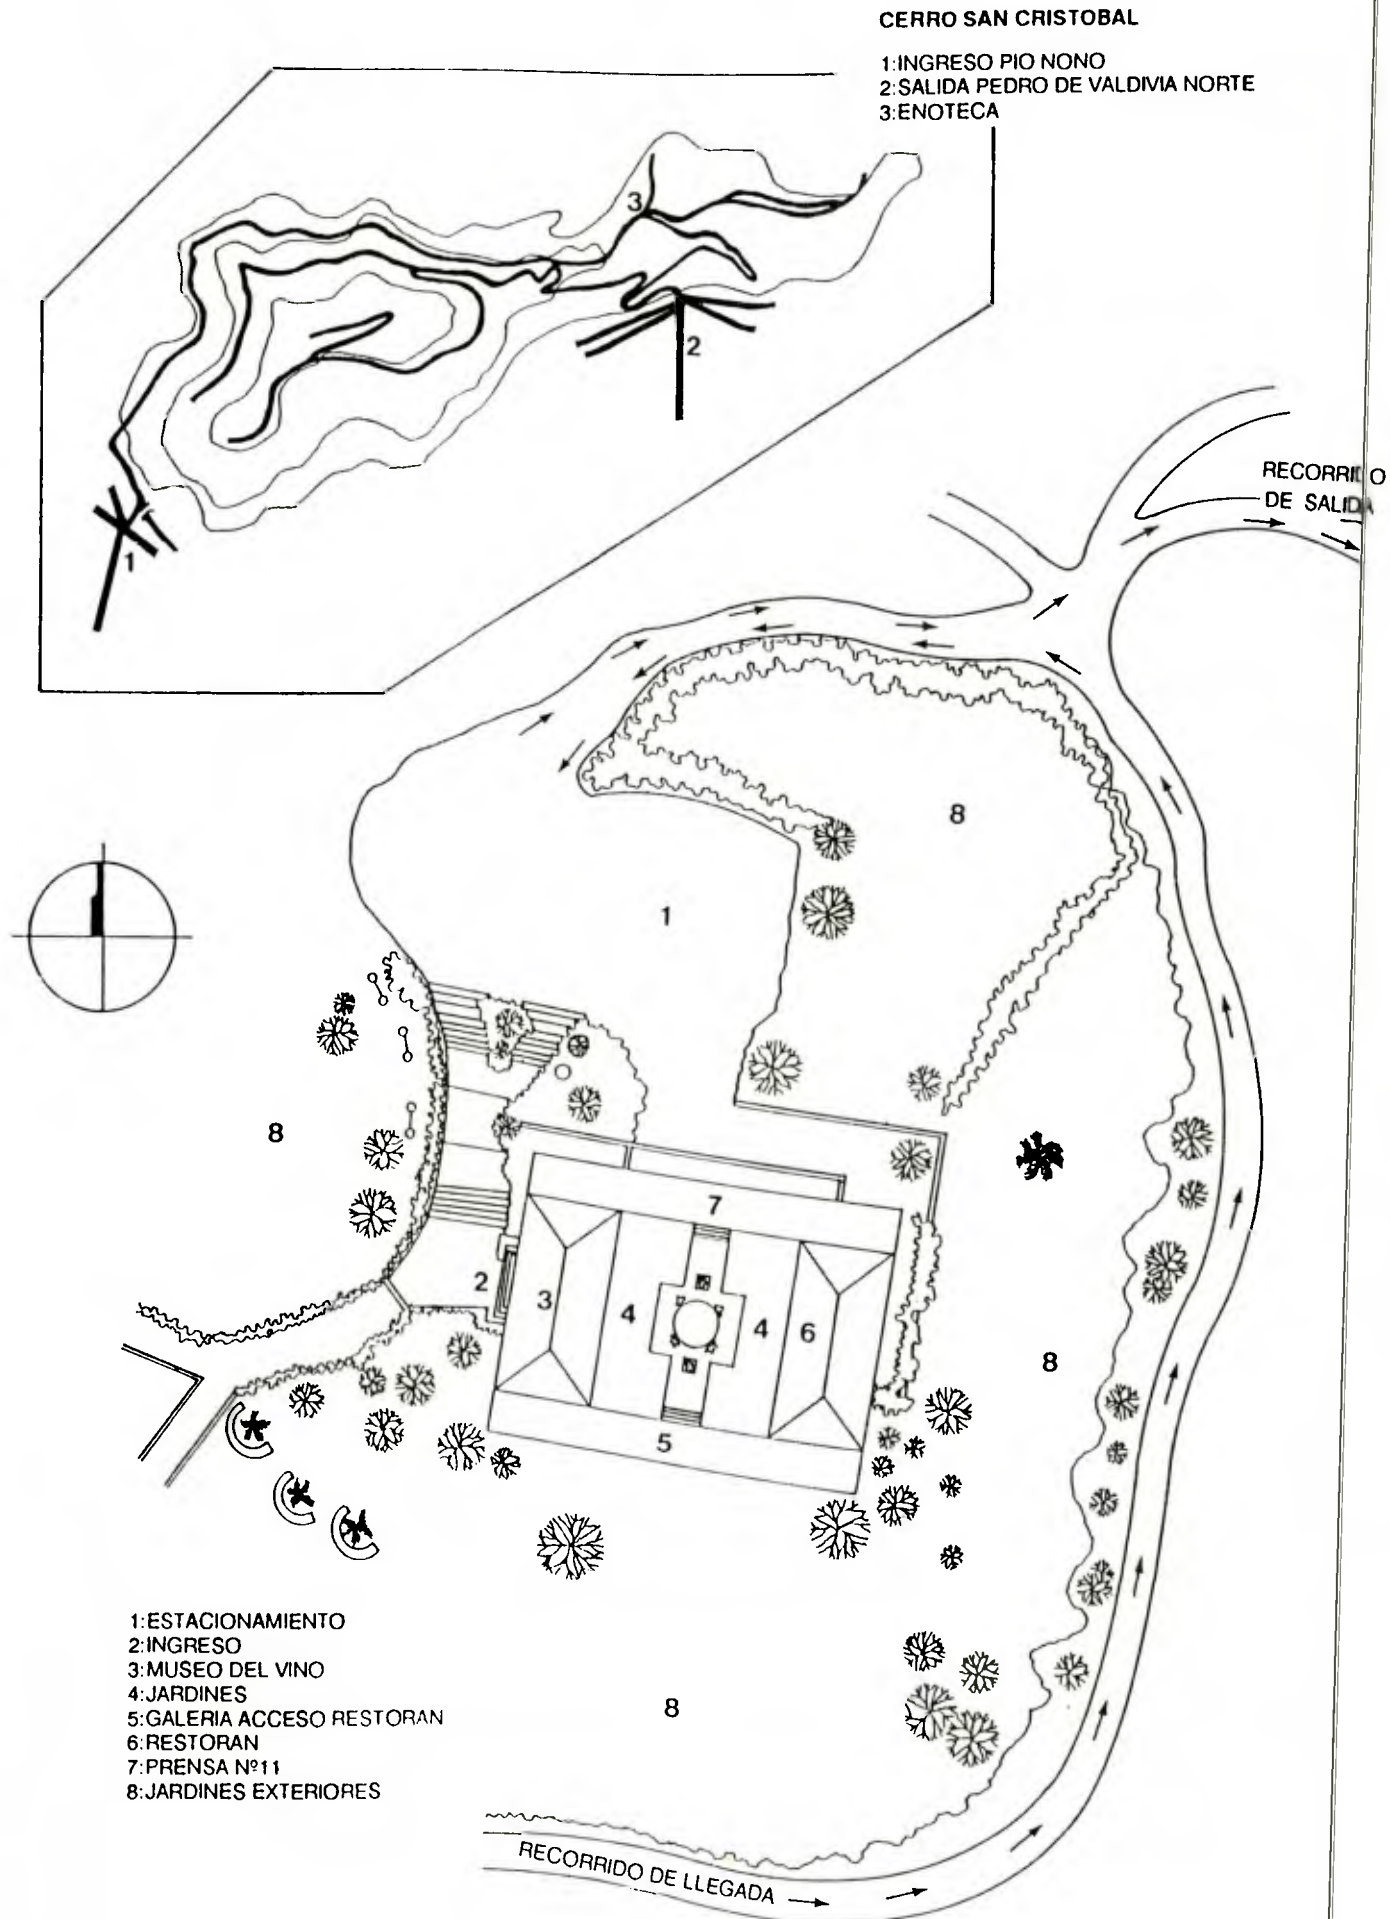 CERRO SAN CRISTOBAL
1:INGRESO PIO NONO
2:SALIDA PEDRO DE VALDIVIA NORTE
3:ENOTECA
3
2
1
RECORRIDO
DE SALIDA
8
1
8
7
2
3
4
4
6
8
5
1:ESTACIONAMIENTO
2:INGRESO
3:MUSEO DEL VINO
4:JARDINES
5:GALERIA ACCESO RESTORAN
6:RESTORAN
7:PRENSA Nº11
8:JARDINES EXTERIORES
8
RECORRIDO DE LLEGADA